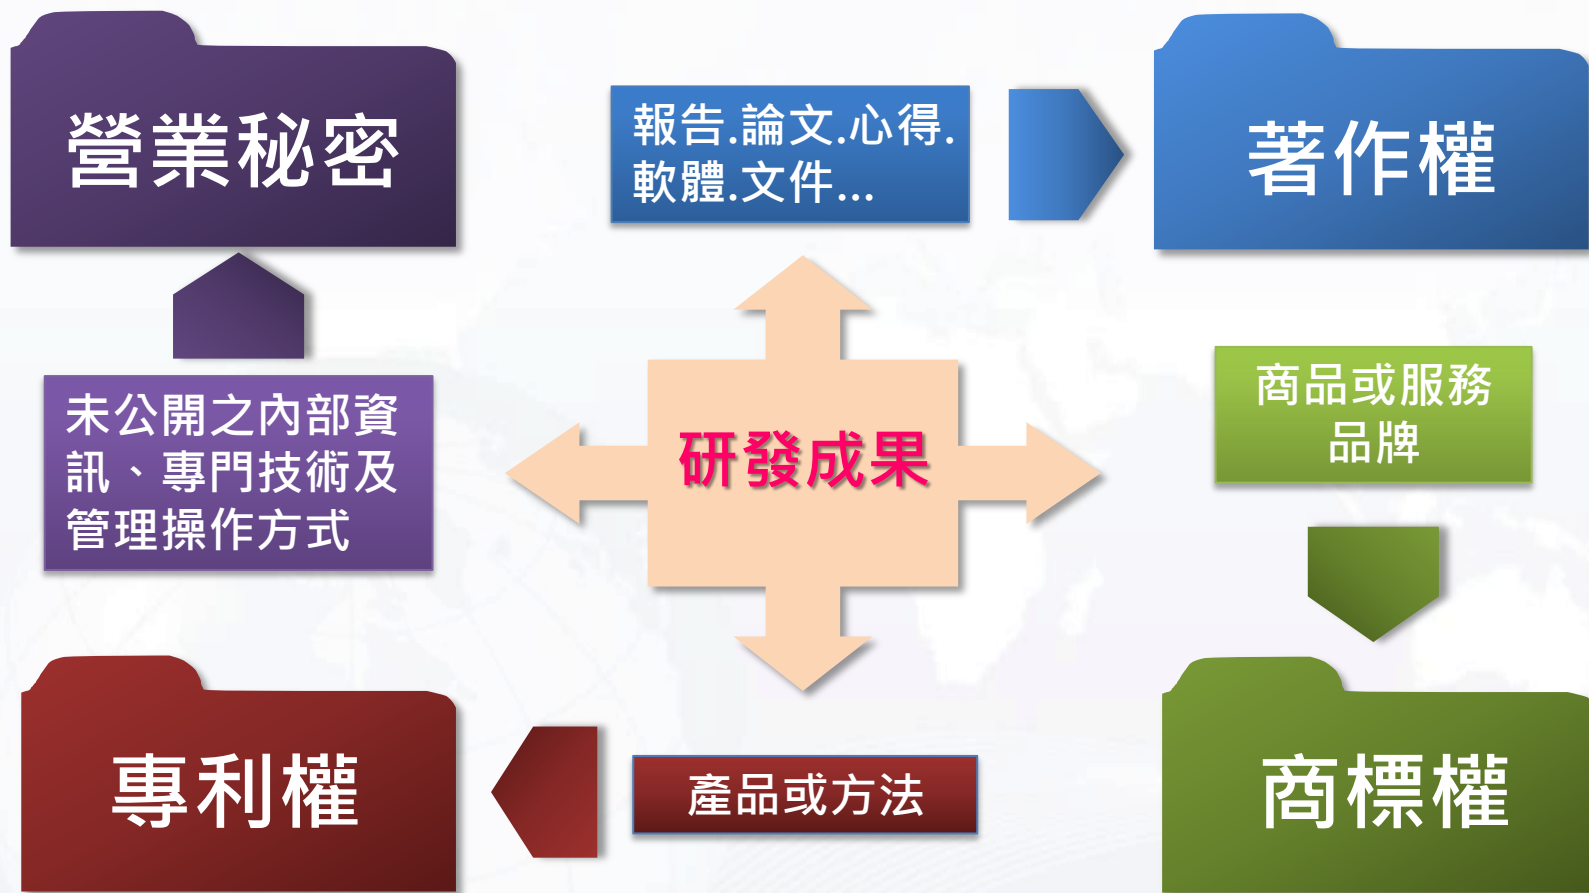 營業秘密
報告.論文.心得.
軟體.文件...
著作權
未公開之內部資
訊、專門技術及
管理操作方式
研發成果
商品或服務
品牌
專利權
產品或方法
商標權